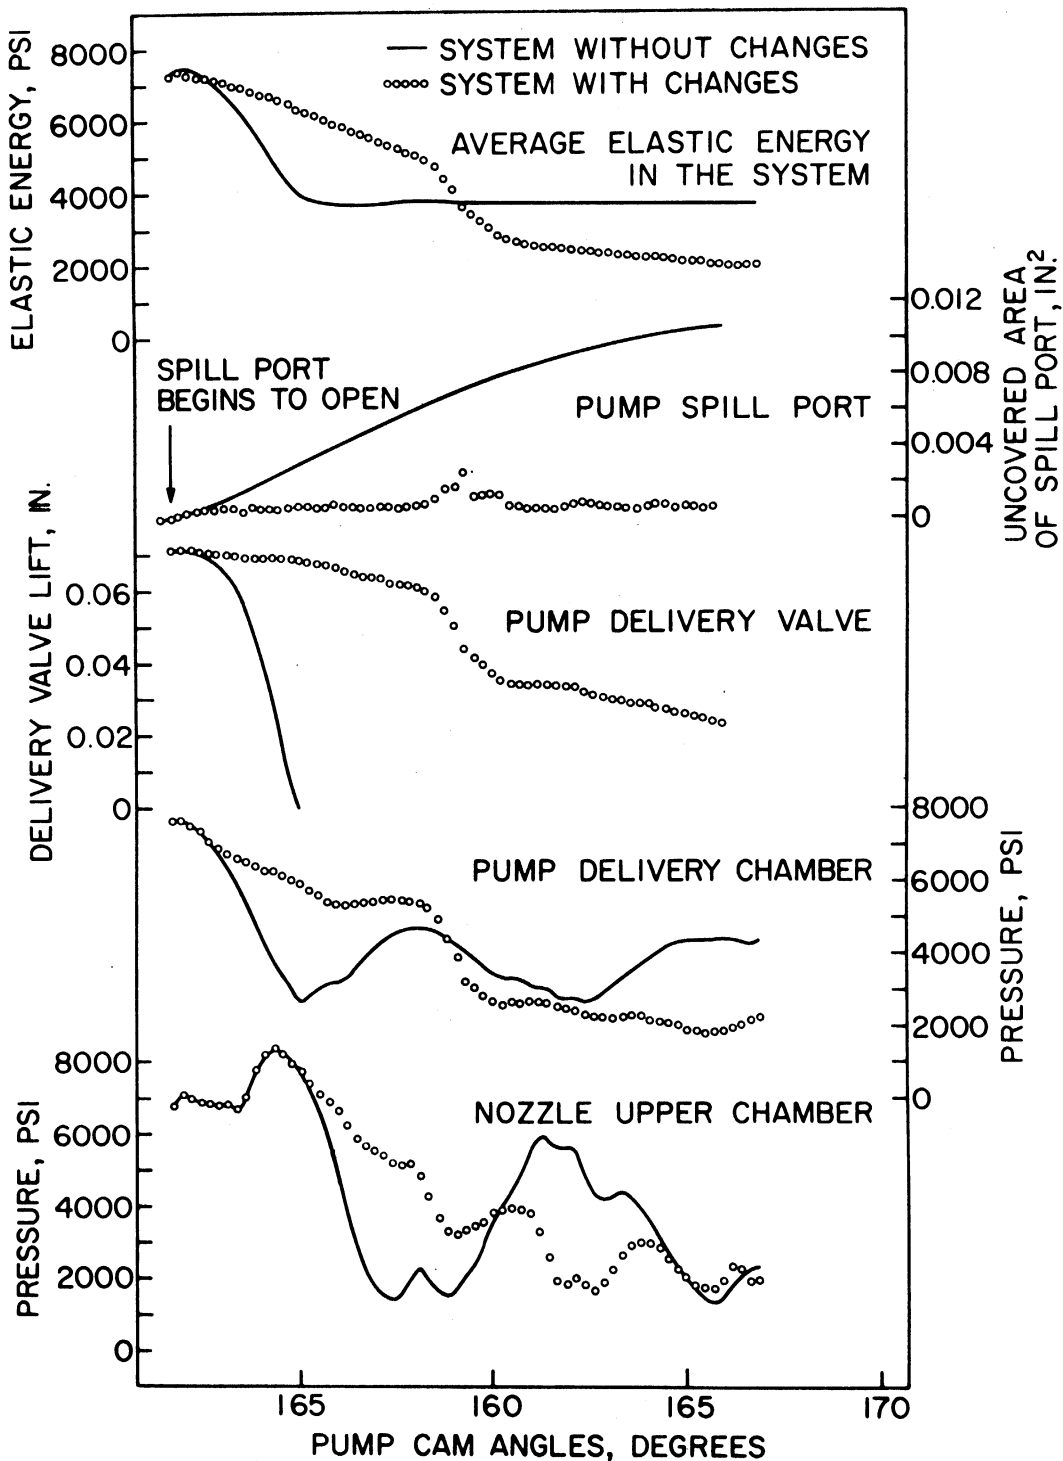 SYSTEM WITHOUT CHANGES
SYSTEM WITH CHANGES
AVERAGE ELASTIC ENERGY
IN THE SYSTEM
ELASTIC ENERGY, PSI
8000
6000
4000
2000
0
SPILL PORT
BEGINS TO OPEN
PUMP SPILL PORT
0.012
0.008
0.004
0
UNCOVERED AREA
OF SPILL PORT, IN.²
DELIVERY VALVE LIFT, IN.
0.06
0.04
0.02
0
PUMP DELIVERY VALVE
PUMP DELIVERY CHAMBER
8000
6000
4000
2000
0
PRESSURE, PSI
NOZZLE UPPER CHAMBER
PRESSURE, PSI
8000
6000
4000
2000
0
165
160
165
170
PUMP CAM ANGLES, DEGREES